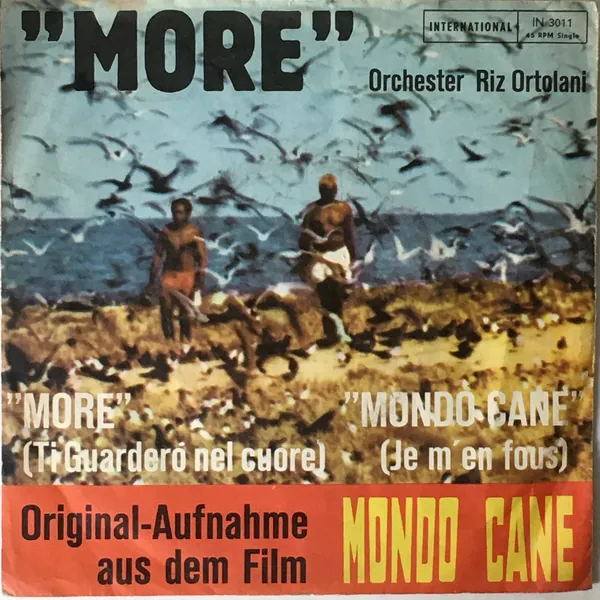 "MORE"
INTERNATIONAL
IN 3011
45 RPM Single
Orchester Riz Ortolani
"MORE"
(Ti Guardero nel cuore)
"MONDO CANE"
(Je m'en fous)
Original-Aufnahme
aus dem Film
MONDO CANE